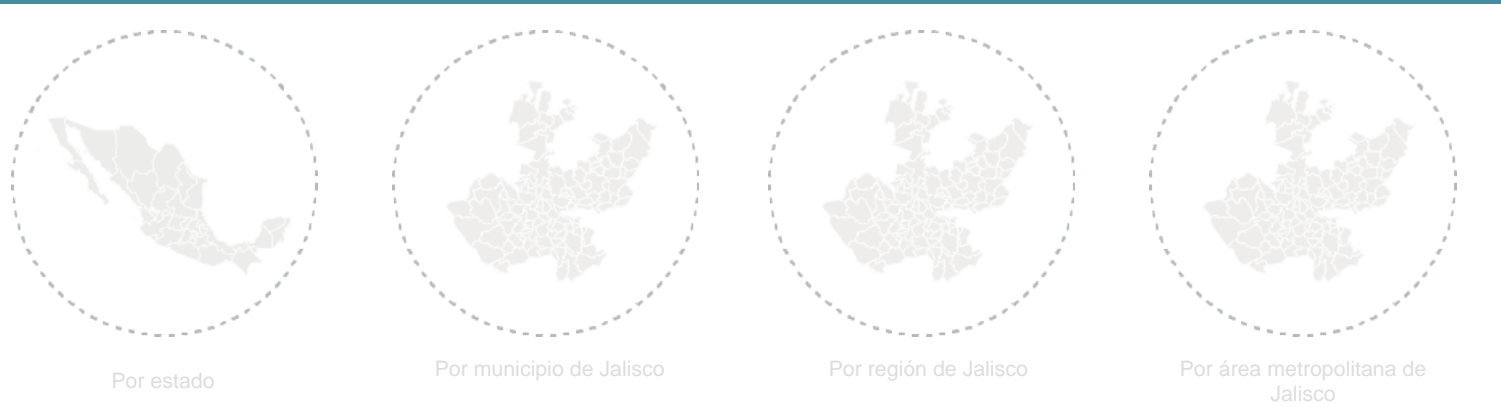 Por estado
Por municipio de Jalisco
Por región de Jalisco
Por área metropolitana de
Jalisco